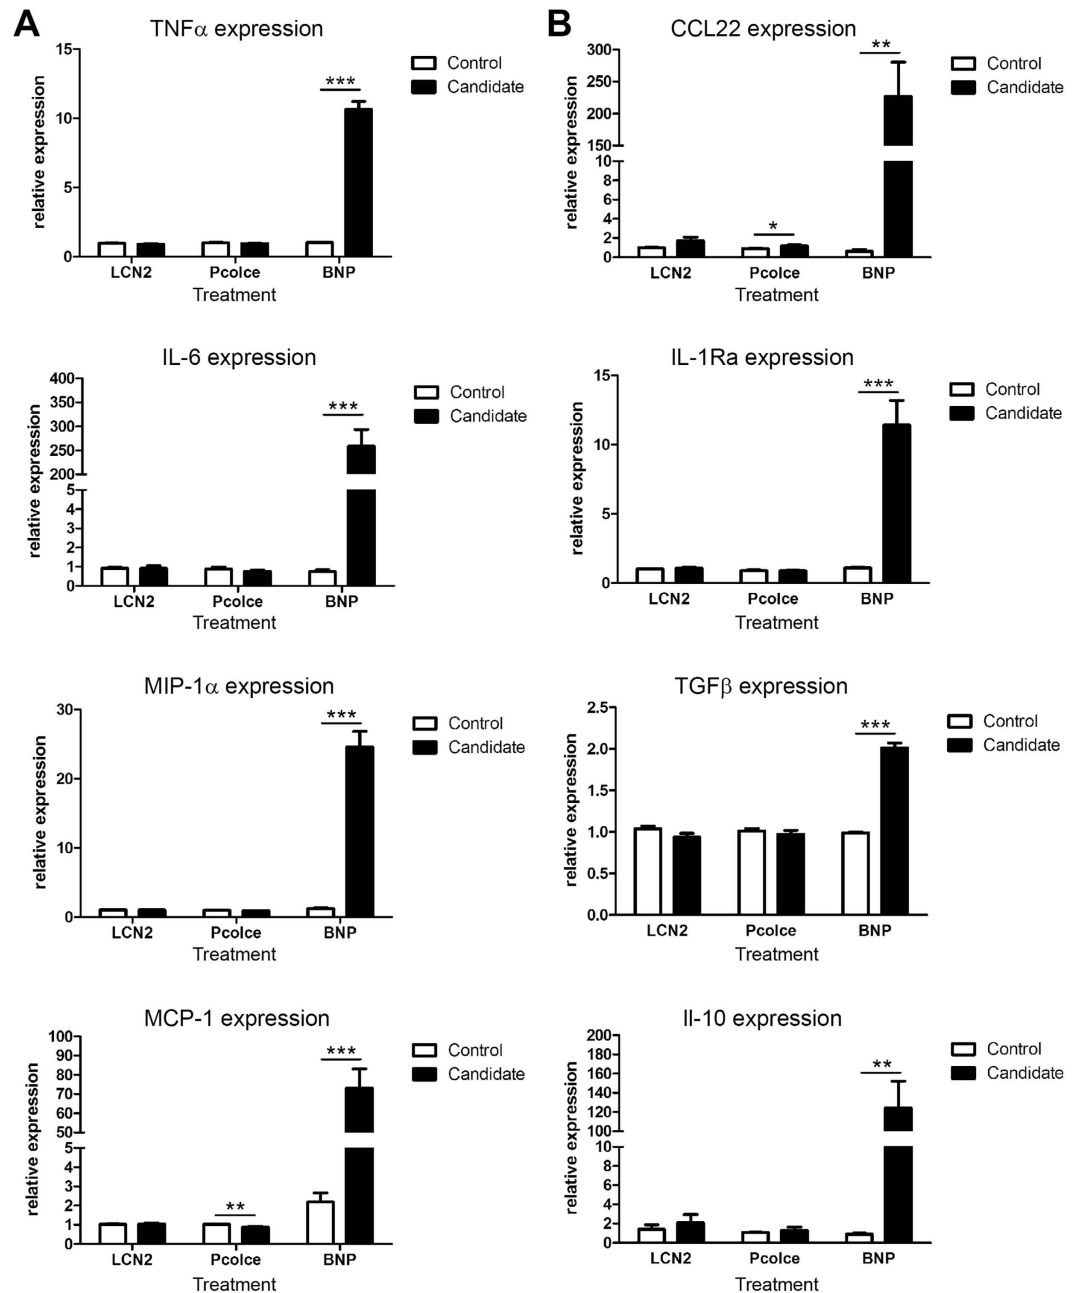 A
TNFα expression
15
10
5
0
relative expression
***
LCN2 Pcolce BNP
Treatment
Control
Candidate
B
CCL22 expression
300
250
200
150
10
8
6
4
2
0
relative expression
*
**
LCN2 Pcolce BNP
Treatment
Control
Candidate
IL-6 expression
400
350
300
250
200
5
4
3
2
1
0
relative expression
***
LCN2 Pcolce BNP
Treatment
Control
Candidate
IL-1Ra expression
15
10
5
0
relative expression
***
LCN2 Pcolce BNP
Treatment
Control
Candidate
MIP-1α expression
30
20
10
0
relative expression
***
LCN2 Pcolce BNP
Treatment
Control
Candidate
TGFβ expression
2.5
2.0
1.5
1.0
0.5
0.0
relative expression
***
LCN2 Pcolce BNP
Treatment
Control
Candidate
MCP-1 expression
100
90
80
70
60
50
5
4
3
2
1
0
relative expression
**
***
LCN2 Pcolce BNP
Treatment
Control
Candidate
Il-10 expression
200
180
160
140
120
100
10
8
6
4
2
0
relative expression
**
LCN2 Pcolce BNP
Treatment
Control
Candidate